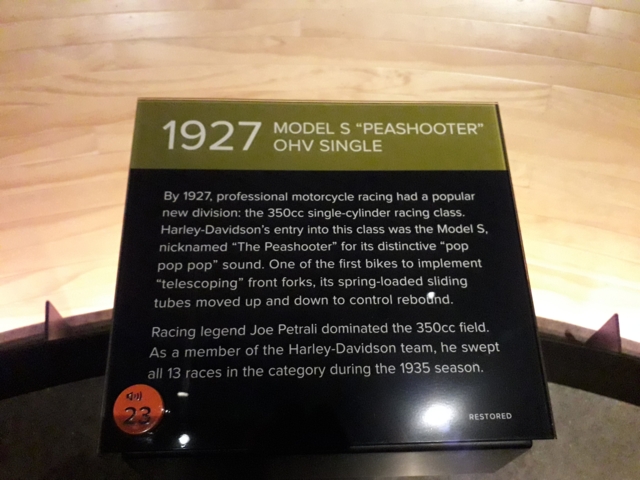 1927 MODEL S “PEASHOOTER”
OHV SINGLE
By 1927, professional motorcycle racing had a popular
new division: the 350cc single-cylinder racing class.
Harley-Davidson’s entry into this class was the Model S,
nicknamed “The Peashooter” for its distinctive “pop
pop pop” sound. One of the first bikes to implement
“telescoping” front forks, its spring-loaded sliding
tubes moved up and down to control rebound.
Racing legend Joe Petrali dominated the 350cc field.
As a member of the Harley-Davidson team, he swept
all 13 races in the category during the 1935 season.
23
RESTORED